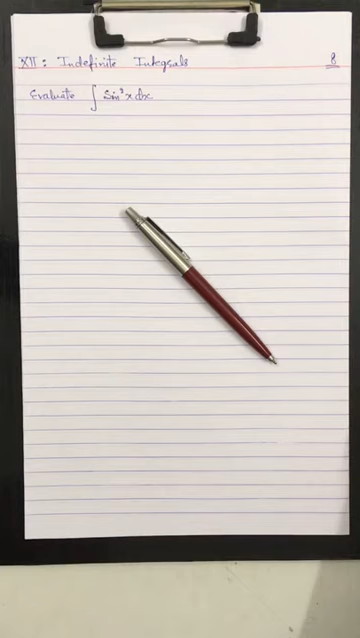 XII : Indefinite Integrals 8
Evaluate ∫ Sin³x dx